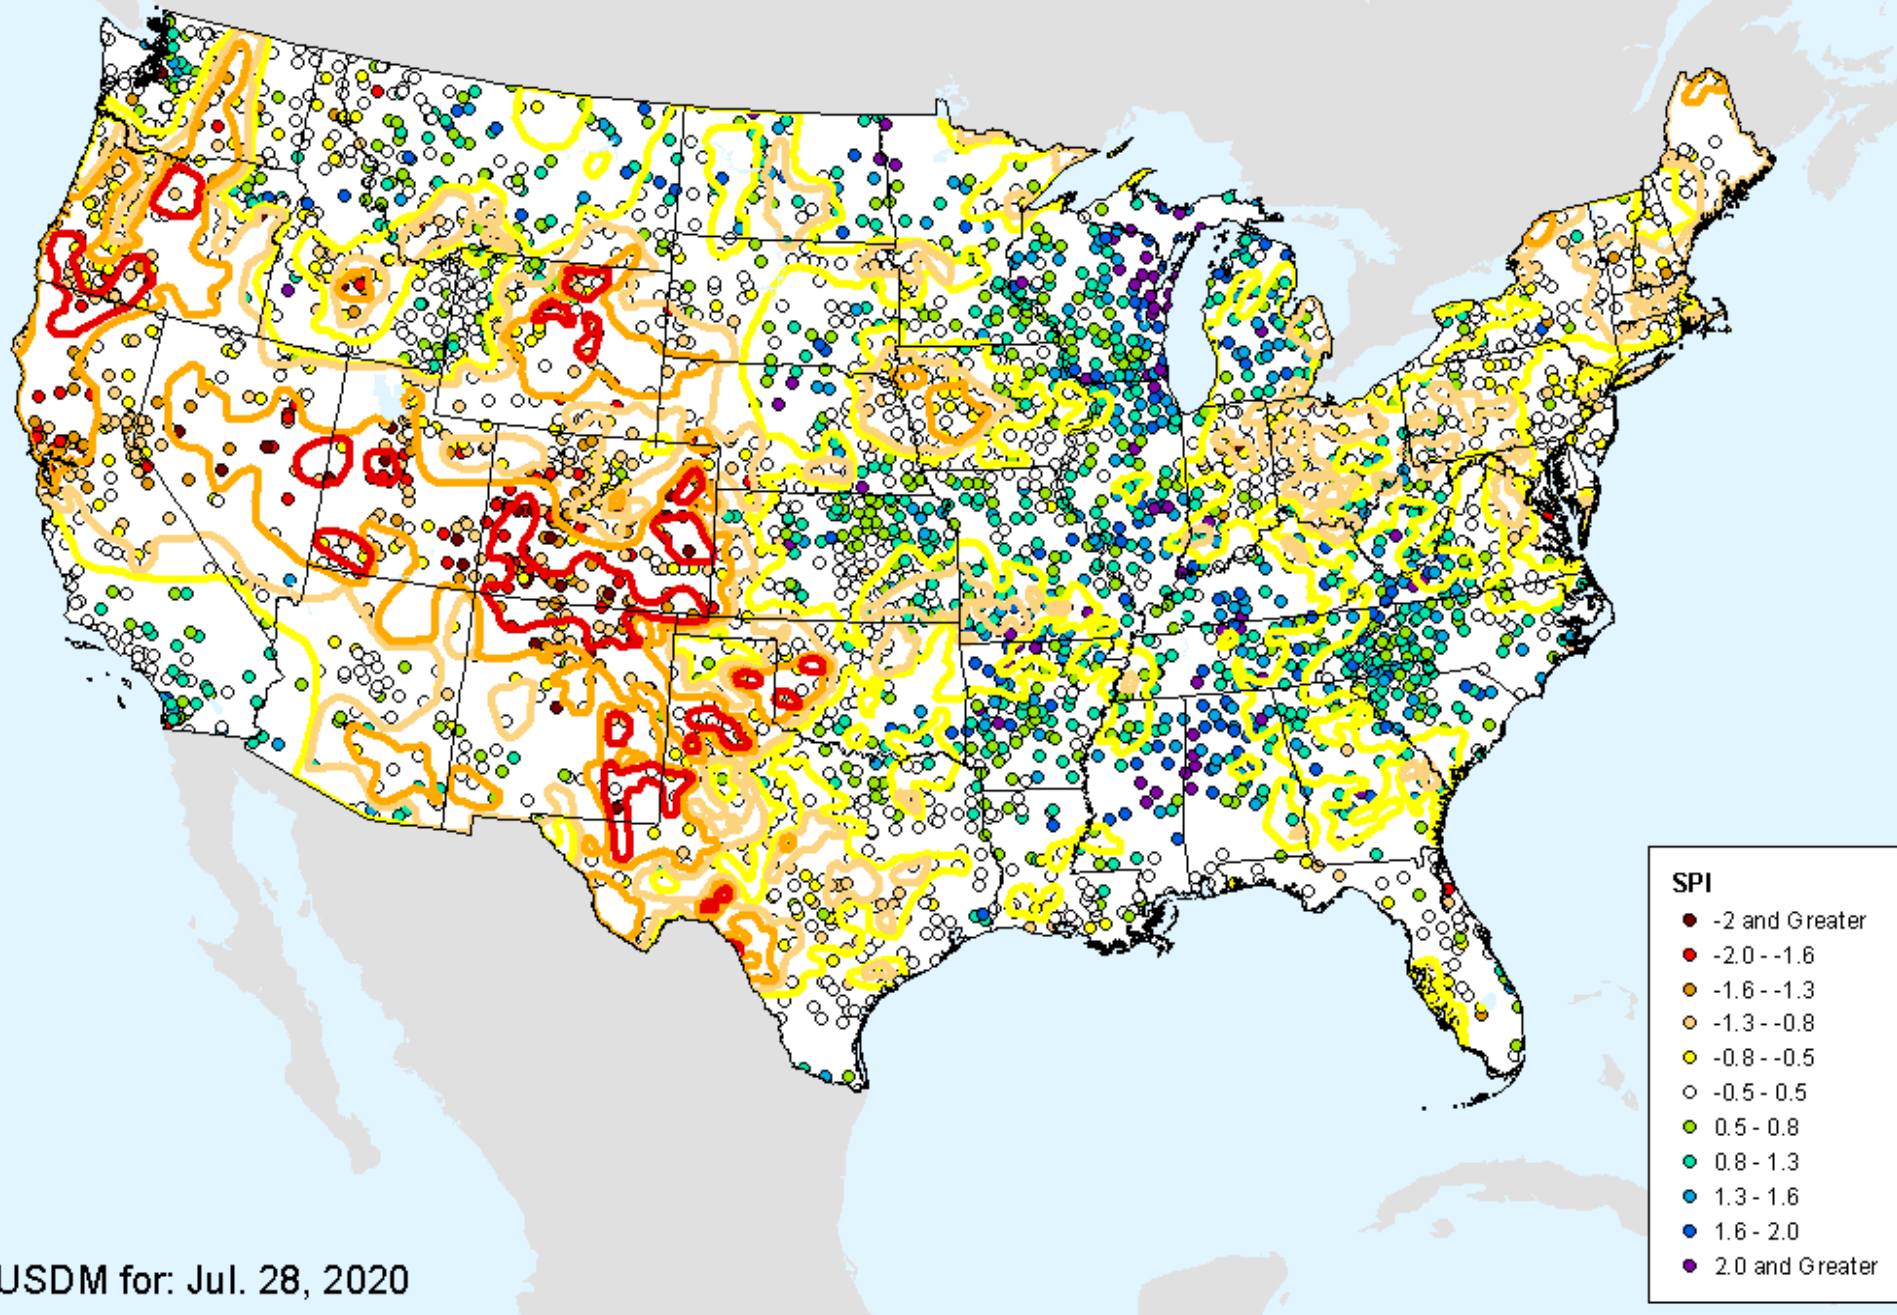 SPI
-2 and Greater
-2.0 - -1.6
-1.6 - -1.3
-1.3 - -0.8
-0.8 - -0.5
-0.5 - 0.5
0.5 - 0.8
0.8 - 1.3
1.3 - 1.6
1.6 - 2.0
2.0 and Greater
USDM for: Jul. 28, 2020